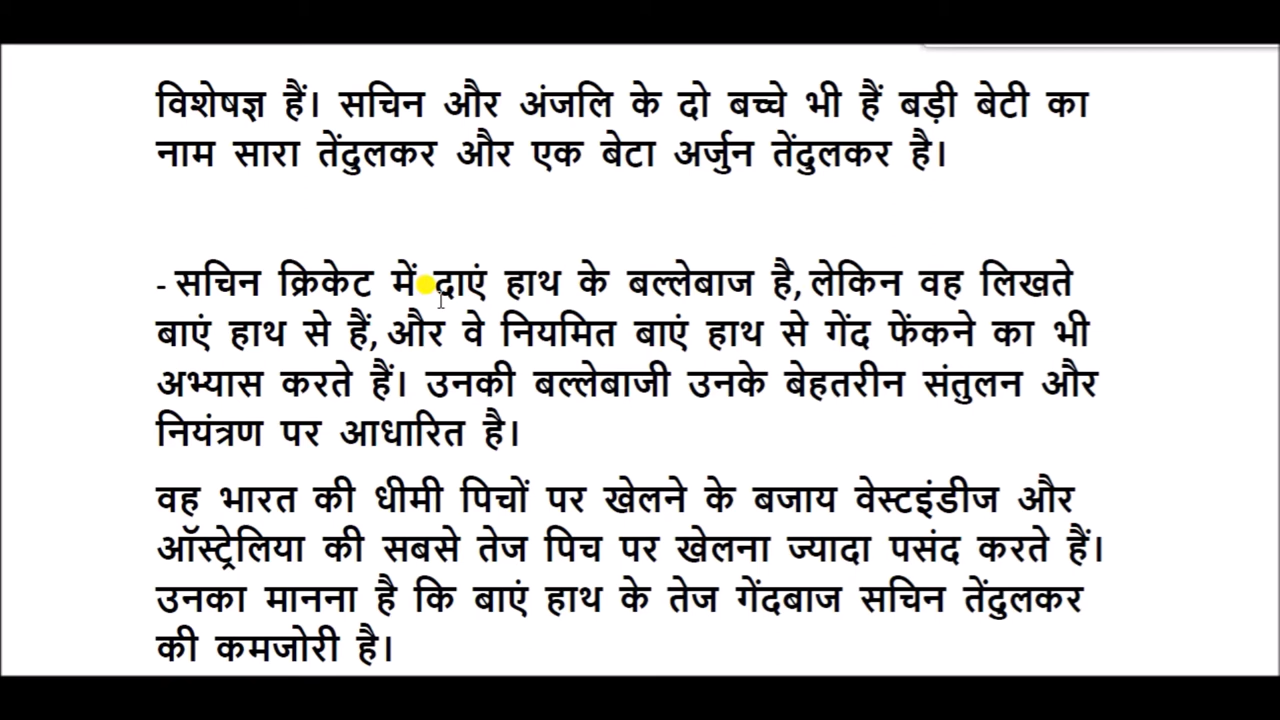 विशेषज्ञ हैं। सचिन और अंजलि के दो बच्चे भी हैं बड़ी बेटी का
नाम सारा तेंदुलकर और एक बेटा अर्जुन तेंदुलकर है।
- सचिन क्रिकेट में दाएं हाथ के बल्लेबाज है, लेकिन वह लिखते
बाएं हाथ से हैं, और वे नियमित बाएं हाथ से गेंद फेंकने का भी
अभ्यास करते हैं। उनकी बल्लेबाजी उनके बेहतरीन संतुलन और
नियंत्रण पर आधारित है।
वह भारत की धीमी पिचों पर खेलने के बजाय वेस्टइंडीज और
ऑस्ट्रेलिया की सबसे तेज पिच पर खेलना ज्यादा पसंद करते हैं।
उनका मानना है कि बाएं हाथ के तेज गेंदबाज सचिन तेंदुलकर
की कमजोरी है।